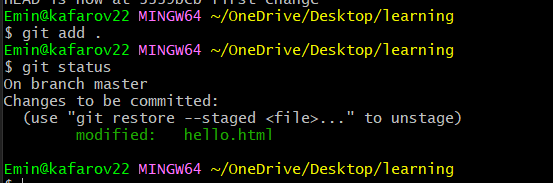 HEAD is now at 5559bcb first change
Emin@kafarov22 MINGW64 ~/OneDrive/Desktop/learning
$ git add .
Emin@kafarov22 MINGW64 ~/OneDrive/Desktop/learning
$ git status
On branch master
Changes to be committed:
  (use "git restore --staged <file>..." to unstage)
        modified:   hello.html

Emin@kafarov22 MINGW64 ~/OneDrive/Desktop/learning
$